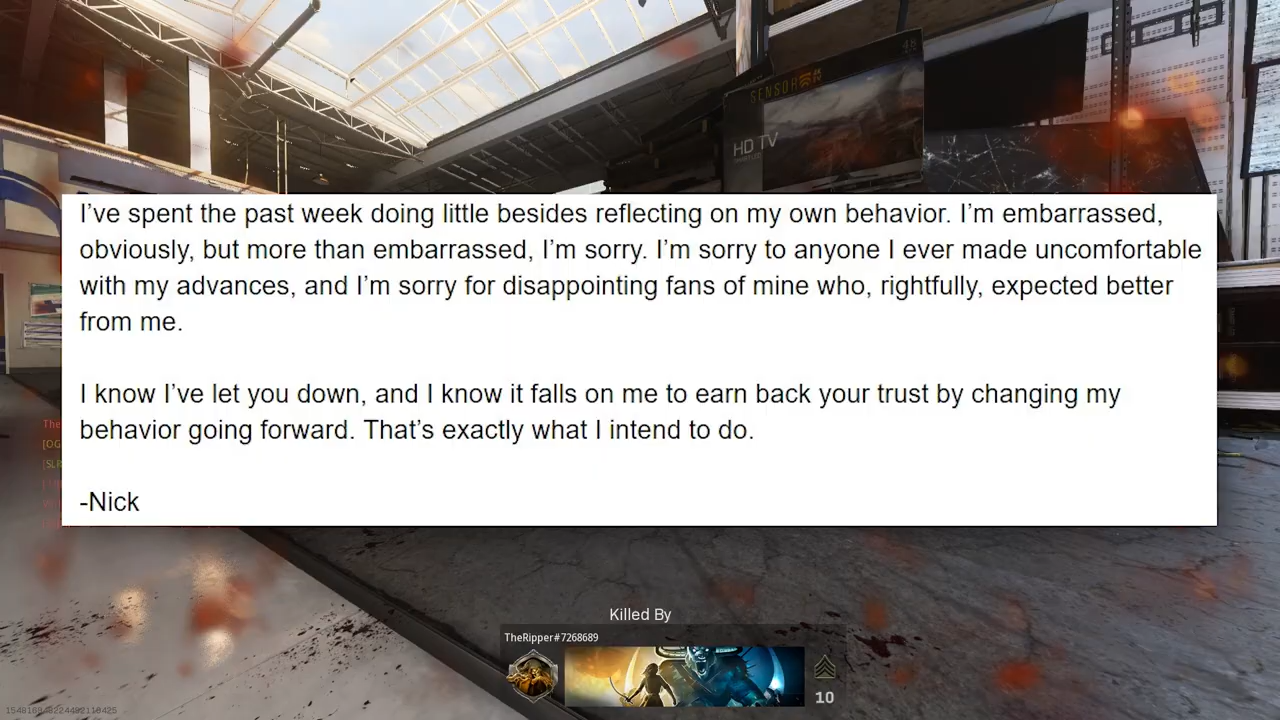 48
SENSOR
HD TV
I’ve spent the past week doing little besides reflecting on my own behavior. I’m embarrassed,
obviously, but more than embarrassed, I’m sorry. I’m sorry to anyone I ever made uncomfortable
with my advances, and I’m sorry for disappointing fans of mine who, rightfully, expected better
from me.
I know I’ve let you down, and I know it falls on me to earn back your trust by changing my
behavior going forward. That’s exactly what I intend to do.
-Nick
Killed By
TheRipper#7268689
10